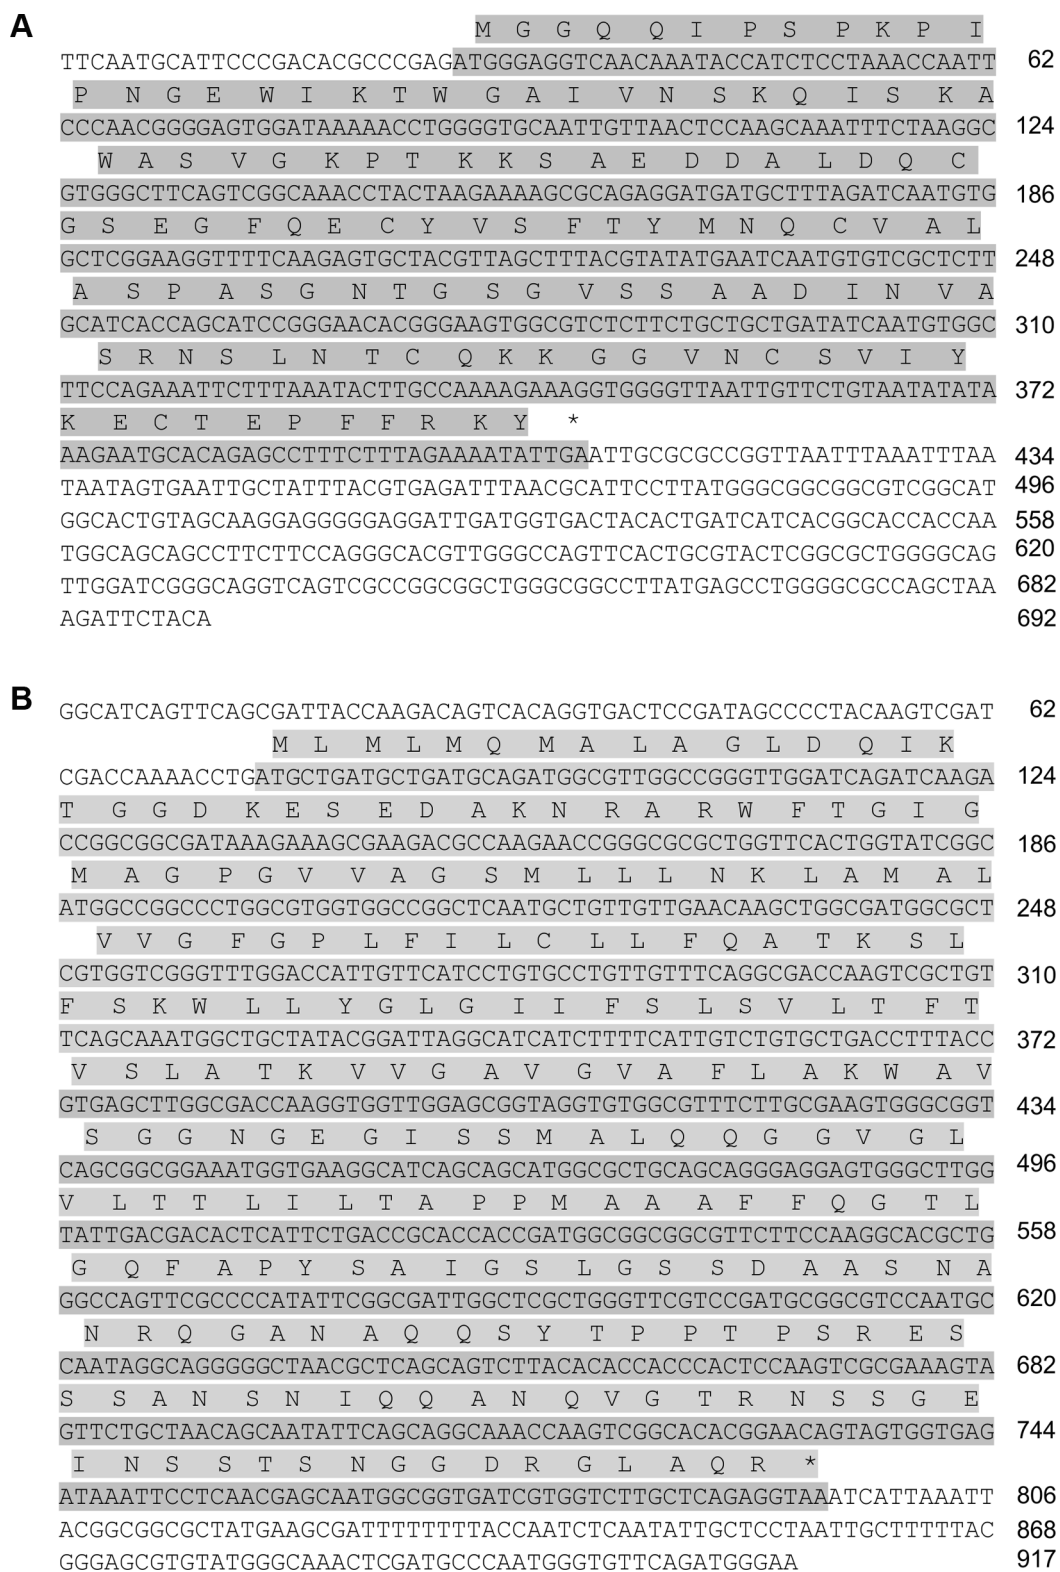 A
M G G Q Q I P S P K P I
TTCAATGCATTCCCGACACGCCCGAGATGGGAGGTCAACAAATACCATCTCCTAAACCAATT 62
P N G E W I K T W G A I V N S K Q I S K A
CCCAACGGGGAGTGGATAAAAACCTGGGGTGCAATTGTTAACTCCAAGCAAATTTCTAAGGC 124
W A S V G K P T K K S A E D D A L D Q C
GTGGGCTTCAGTCGGCAAACCTACTAAGAAAAGCGCAGAGGATGATGCTTTAGATCAATGTG 186
G S E G F Q E C Y V S F T Y M N Q C V A L
GCTCGGAAGGTTTTCAAGAGTGCTACGTTAGCTTTACGTATATGAATCAATGTGTCGCTCTT 248
A S P A S G N T G S G V S S A A D I N V A
GCATCACCAGCATCCGGGAACACGGGAAGTGGCGTCTCTTCTGCTGCTGATATCAATGTGGC 310
S R N S L N T C Q K K G G V N C S V I Y
TTCCAGAAATTCTTTAAATACTTGCCAAAAGAAAGGTGGGGTTAATTGTTCTGTAATATATA 372
K E C T E P F F R K Y *
AAGAATGCACAGAGCCTTTCTTTAGAAAATATTGAATTGCGCGCCGGTTAATTTAAATTTAA 434
TAATAGTGAATTGCTATTTACGTGAGATTTAACGCATTCCTTATGGGCGGCGGCGTCGGCAT 496
GGCACTGTAGCAAGGAGGGGGAGGATTGATGGTGACTACACTGATCATCACGGCACCACCAA 558
TGGCAGCAGCCTTCTTCCAGGGCACGTTGGGCCAGTTCACTGCGTACTCGGCGCTGGGGCAG 620
TTGGATCGGGCAGGTCAGTCGCCGGCGGCTGGGCGGCCTTATGAGCCTGGGGCGCCAGCTAA 682
AGATTCTACA 692
B
GGCATCAGTTCAGCGATTACCAAGACAGTCACAGGTGACTCCGATAGCCCCTACAAGTCGAT 62
M L M L M Q M A L A G L D Q I K
CGACCAAAACCTGATGCTGATGCTGATGCAGATGGCGTTGGCCGGGTTGGATCAGATCAAGA 124
T G G D K E S E D A K N R A R W F T G I G
CCGGCGGCGATAAAGAAAGCGAAGACGCCAAGAACCGGGCGCGCTGGTTCACTGGTATCGGC 186
M A G P G V V A G S M L L L N K L A M A L
ATGGCCGGCCCTGGCGTGGTGGCCGGCTCAATGCTGTTGTTGAACAAGCTGGCGATGGCGCT 248
V V G F G P L F I L C L L F Q A T K S L
CGTGGTCGGGTTTGGACCATTGTTCATCCTGTGCCTGTTGTTTCAGGCGACCAAGTCGCTGT 310
F S K W L L Y G L G I I F S L S V L T F T
TCAGCAAATGGCTGCTATACGGATTAGGCATCATCTTTTCATTGTCTGTGCTGACCTTTACC 372
V S L A T K V V G A V G V A F L A K W A V
GTGAGCTTGGCGACCAAGGTGGTTGGAGCGGTAGGTGTGGCGTTTCTTGCGAAGTGGGCGGT 434
S G G N G E G I S S M A L Q Q G G V G L
CAGCGGCGGAAATGGTGAAGGCATCAGCAGCATGGCGCTGCAGCAGGGAGGAGTGGGCTTGG 496
V L T T L I L T A P P M A A A F F Q G T L
TATTGACGACACTCATTCTGACCGCACCACCGATGGCGGCGGCGTTCTTCCAAGGCACGCTG 558
G Q F A P Y S A I G S L G S S D A A S N A
GGCCAGTTCGCCCCATATTCGGCGATTGGCTCGCTGGGTTCGTCCGATGCGGCGTCCAATGC 620
N R Q G A N A Q Q S Y T P P T P S R E S
CAATAGGCAGGGGGCTAACGCTCAGCAGTCTTACACACCACCCACTCCAAGTCGCGAAAGTA 682
S S A N S N I Q Q A N Q V G T R N S S G E
GTTCTGCTAACAGCAATATTCAGCAGGCAAACCAAGTCGGCACACGGAACAGTAGTGGTGAG 744
I N S S T S N G G D R G L A Q R *
ATAAATTCCTCAACGAGCAATGGCGGTGATCGTGGTCTTGCTCAGAGGTAAATCATTAAATT 806
ACGGCGGCGCTATGAAGCGATTTTTTTTTACCAATCTCAATATTGCTCCTAATTGCTTTTTAC 868
GGGAGCGTGTATGGGCAAACTCGATGCCCAATGGGTGTTCAGATGGGAA 917